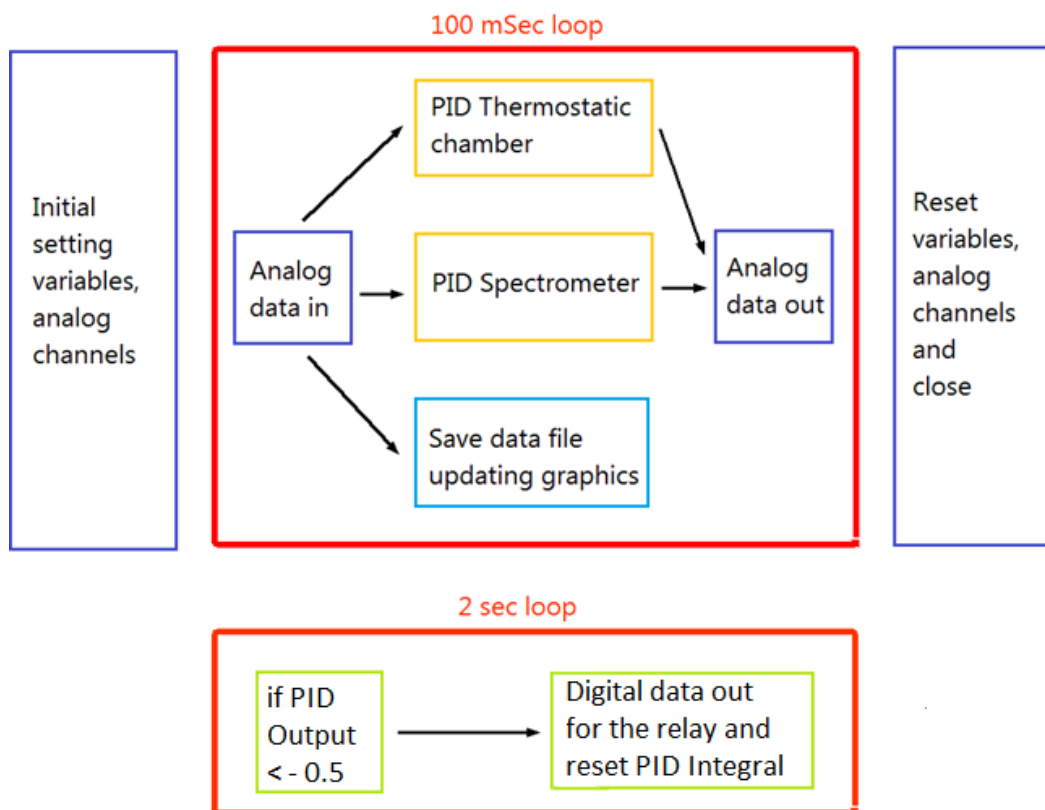 100 mSec loop
Initial
setting
variables,
analog
channels
PID Thermostatic
chamber
Analog
data in
PID Spectrometer
Analog
data out
Save data file
updating graphics
Reset
variables,
analog
channels
and
close
2 sec loop
if PID
Output
< - 0.5
Digital data out
for the relay and
reset PID Integral